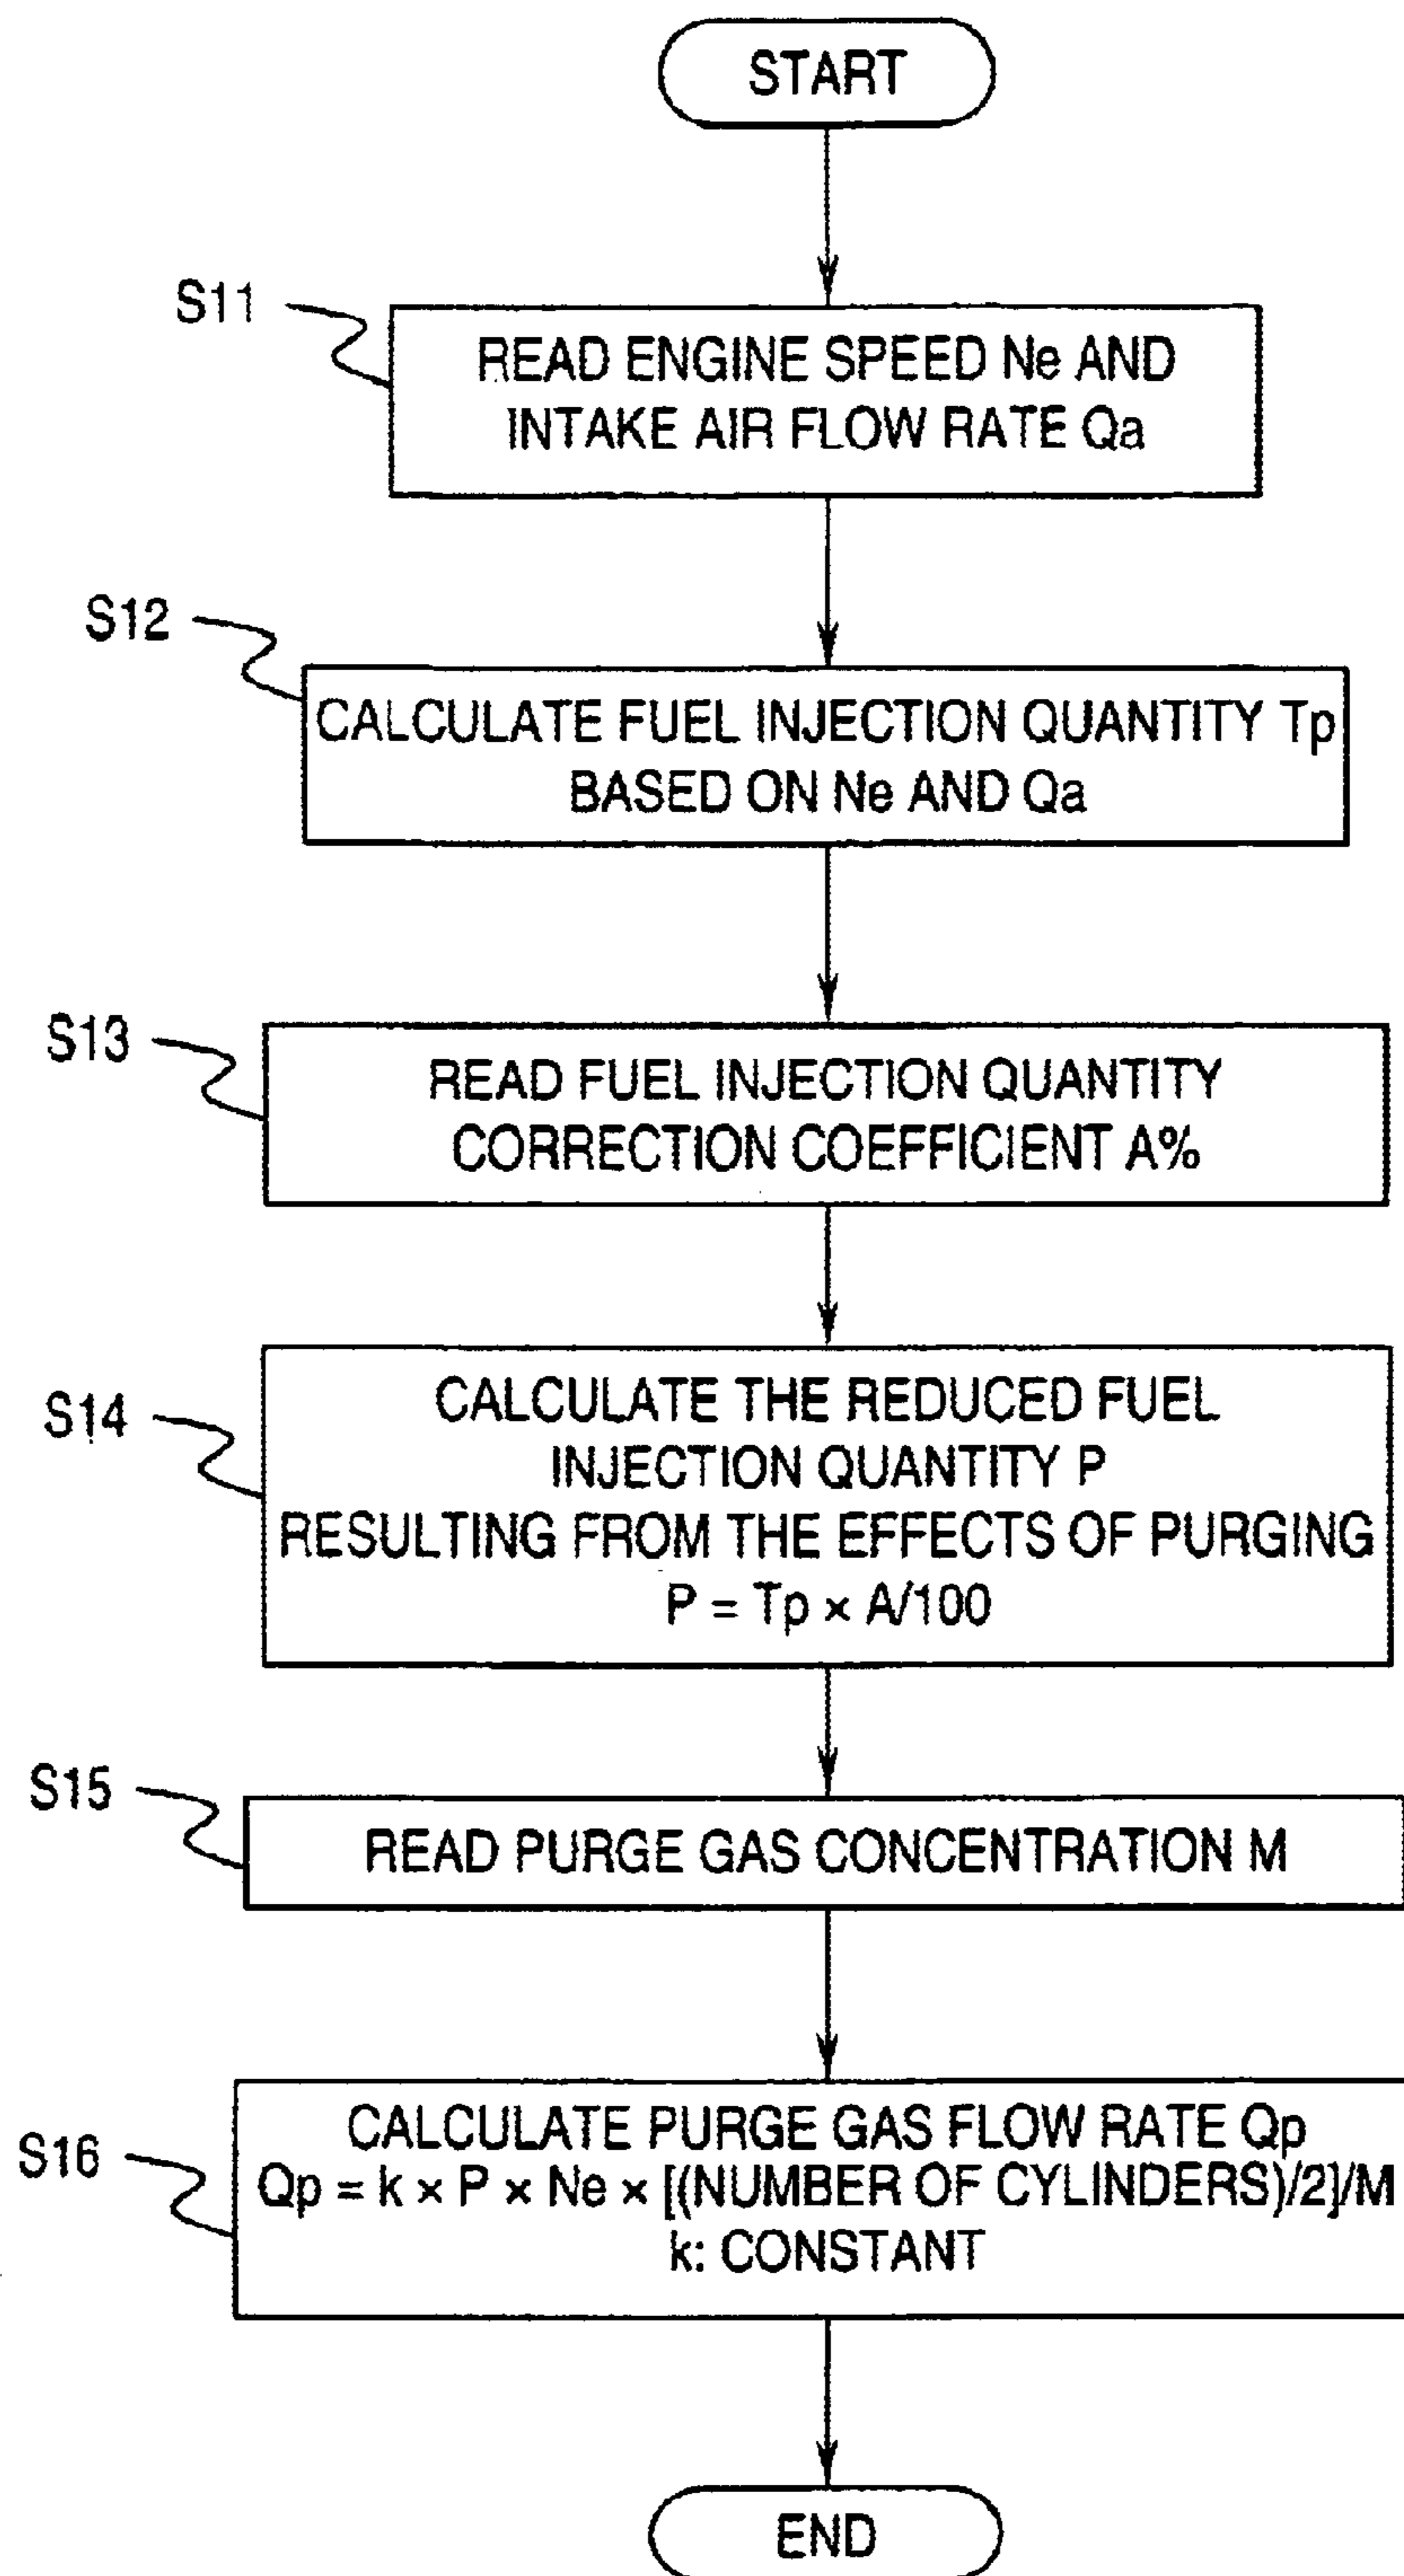 START
S11
READ ENGINE SPEED Ne AND
INTAKE AIR FLOW RATE Qa
S12
CALCULATE FUEL INJECTION QUANTITY Tp
BASED ON Ne AND Qa
S13
READ FUEL INJECTION QUANTITY
CORRECTION COEFFICIENT A%
S14
CALCULATE THE REDUCED FUEL
INJECTION QUANTITY P
RESULTING FROM THE EFFECTS OF PURGING
P = Tp × A/100
S15
READ PURGE GAS CONCENTRATION M
S16
CALCULATE PURGE GAS FLOW RATE Qp
Qp = k × P × Ne × [(NUMBER OF CYLINDERS)/2]/M
k: CONSTANT
END